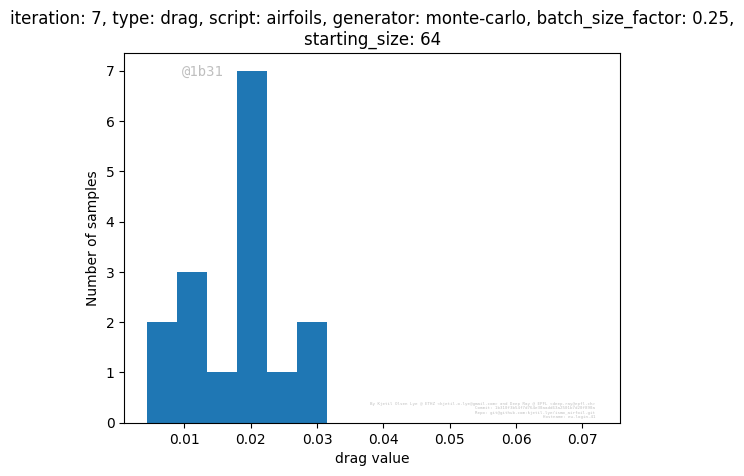 iteration: 7, type: drag, script: airfoils, generator: monte-carlo, batch_size_factor: 0.25,
starting_size: 64
@1b31
7
6
5
4
3
2
1
0
Number of samples
0.01 0.02 0.03 0.04 0.05 0.06 0.07
drag value